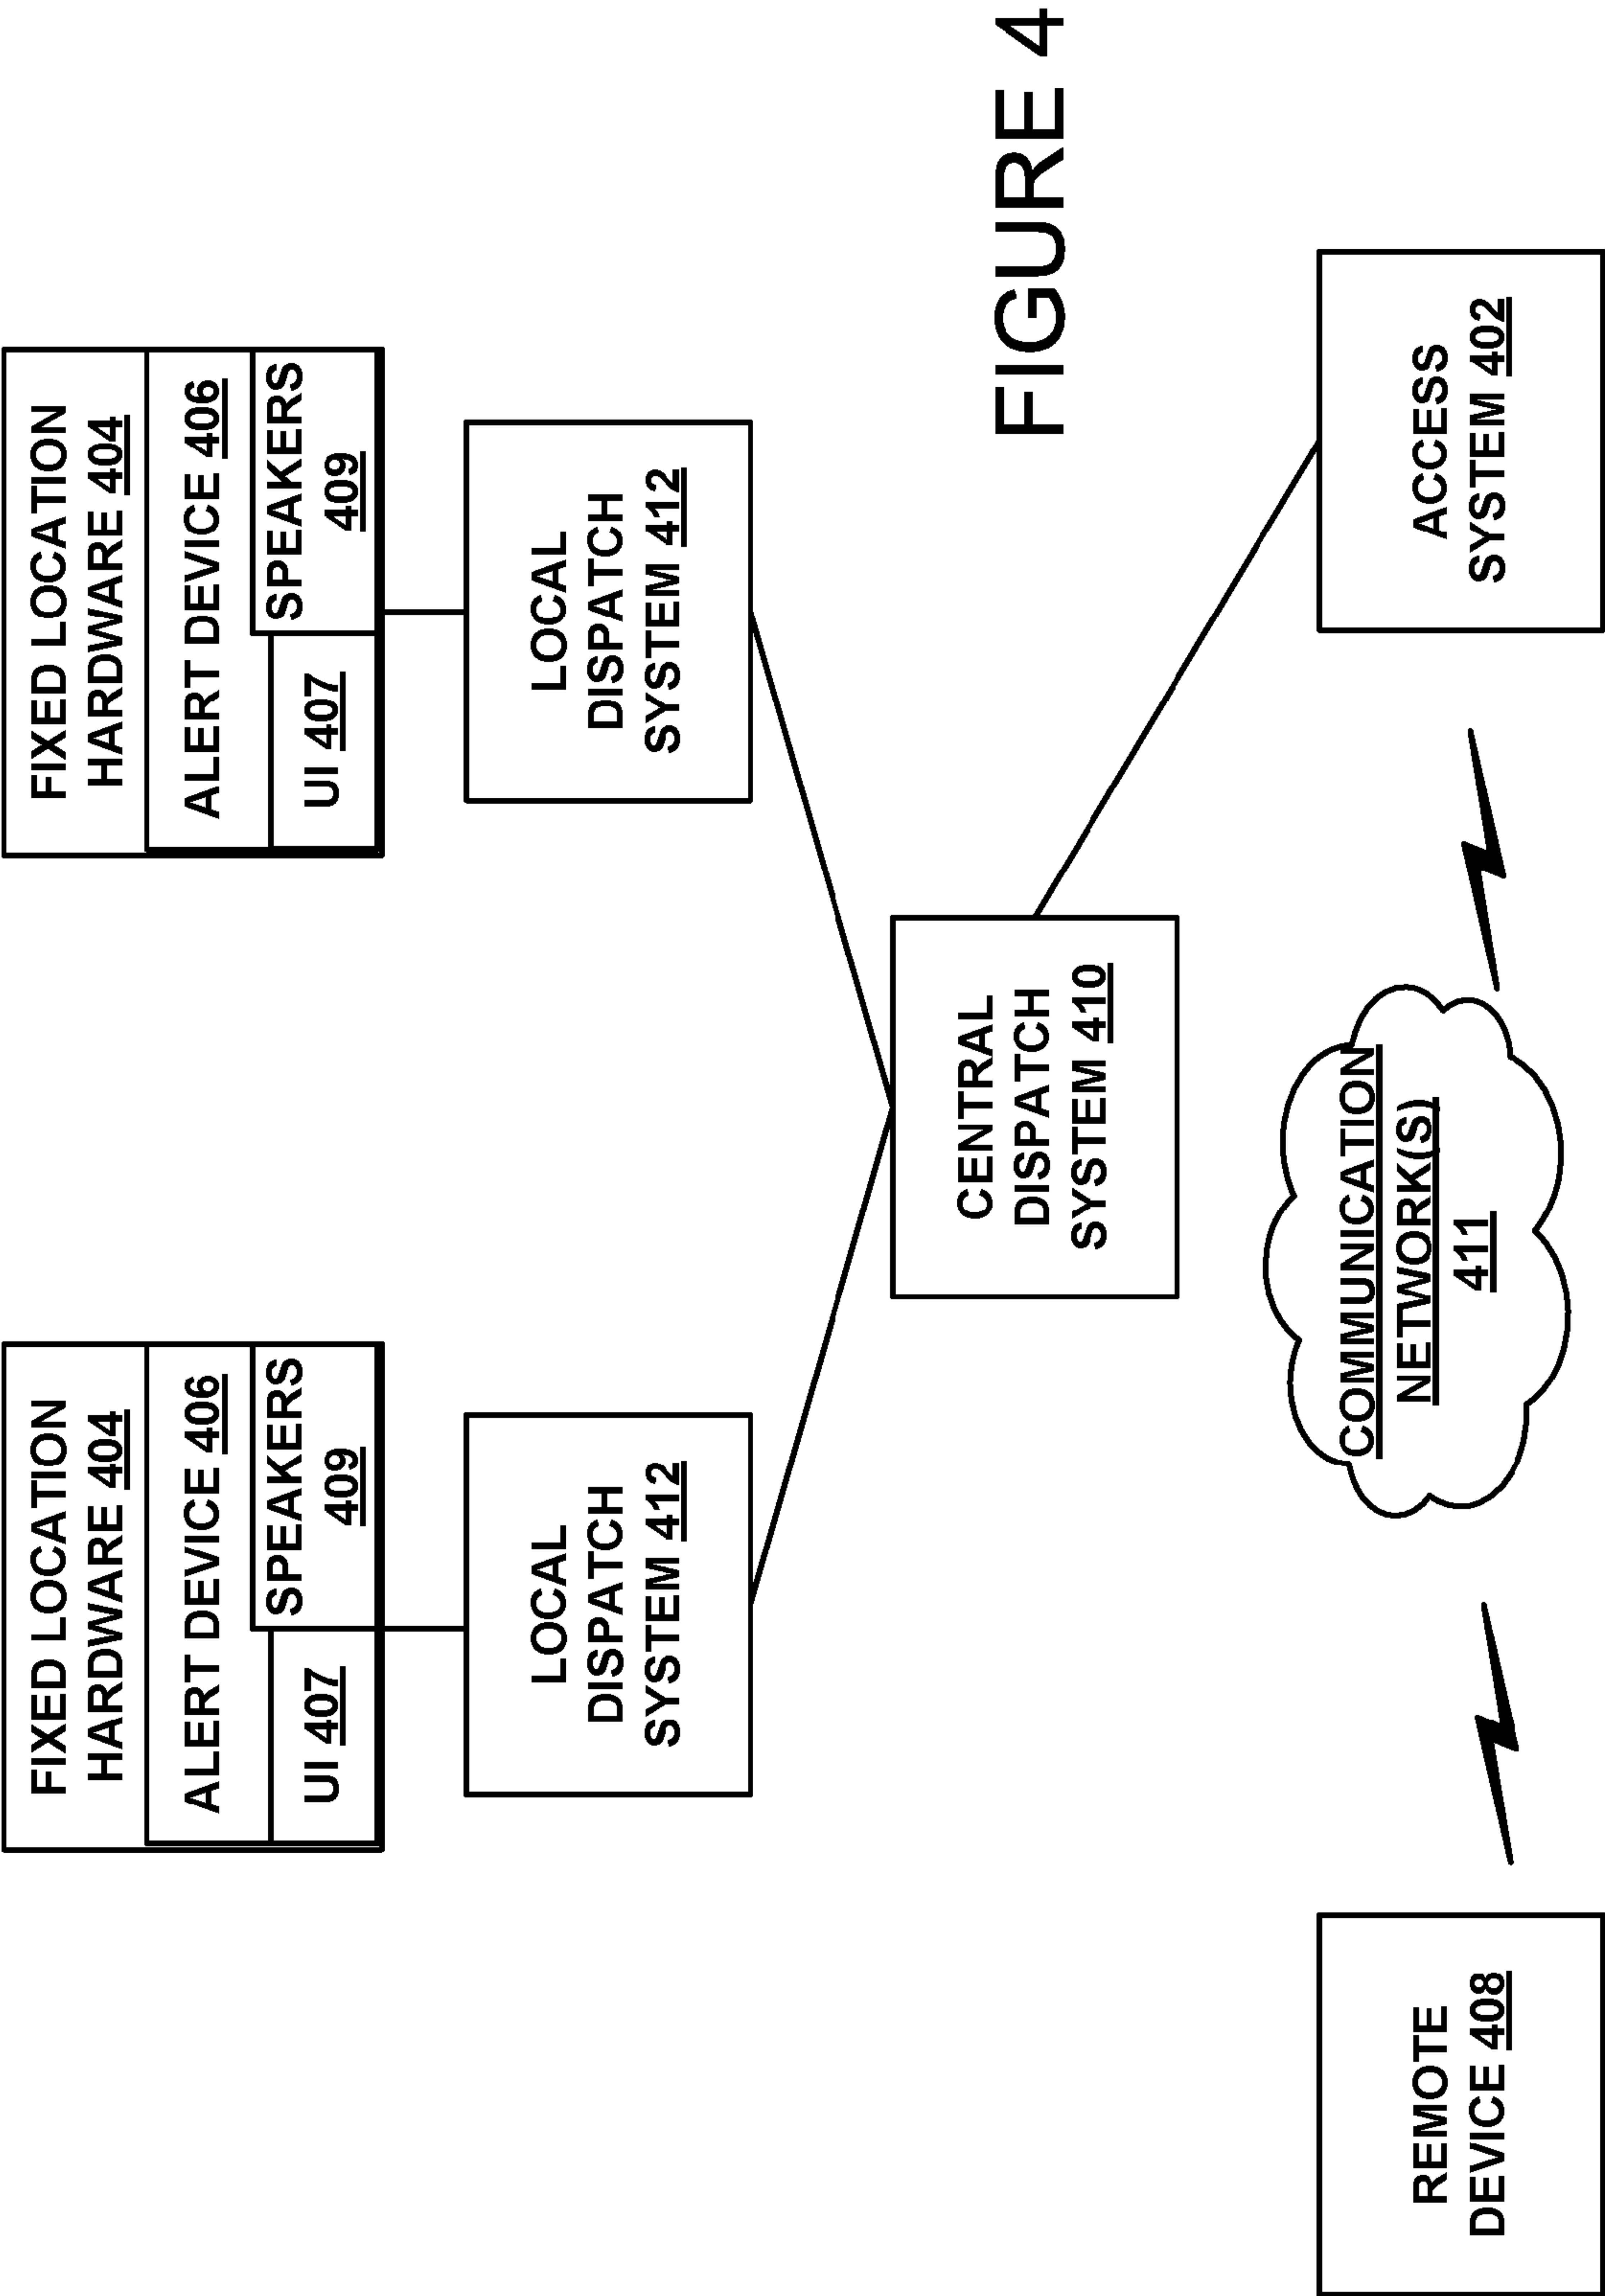 FIXED LOCATION
HARDWARE 404
ALERT DEVICE 406
UI 407
SPEAKERS
409
FIXED LOCATION
HARDWARE 404
ALERT DEVICE 406
UI 407
SPEAKERS
409
LOCAL
DISPATCH
SYSTEM 412
LOCAL
DISPATCH
SYSTEM 412
CENTRAL
DISPATCH
SYSTEM 410
FIGURE 4
REMOTE
DEVICE 408
COMMUNICATION
NETWORK(S)
411
ACCESS
SYSTEM 402